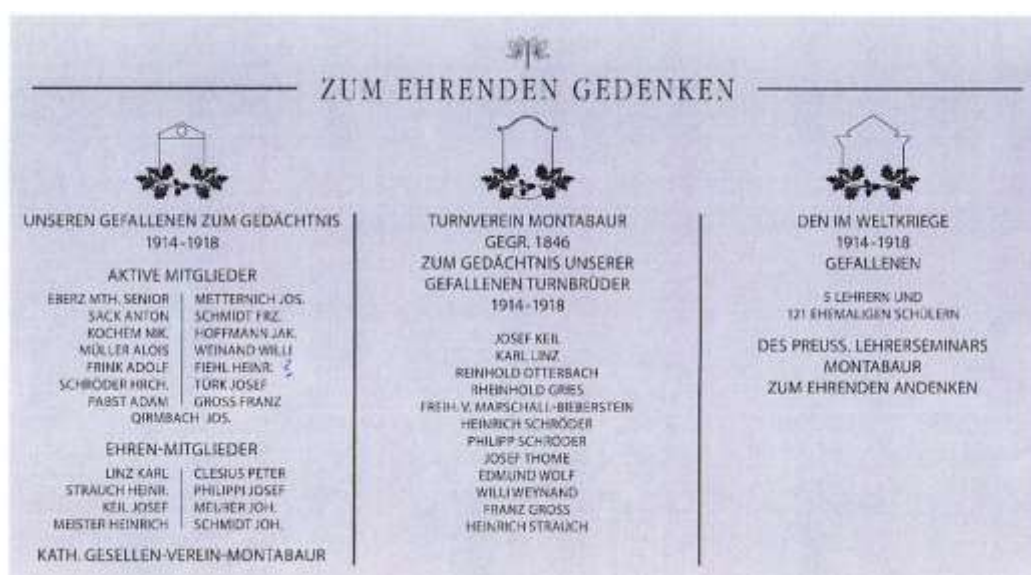 ZUM EHRENDEN GEDENKEN
UNSEREN GEFALLENEN ZUM GEDÄCHTNIS
1914-1918
AKTIVE MITGLIEDER
EBERZ MTH. SENIOR METTERNICH JOS.
SACK ANTON SCHMIDT FRZ.
KOCHEM NIK. HOFFMANN JAK.
MÜLLER ALOIS WEINAND WILLI
FRINK ADOLF FIEHL HEINR.
SCHRÖDER HRCH. TÜRK JOSEF
PABST ADAM GROSS FRANZ
QIRMBACH JOS.
EHREN-MITGLIEDER
LINZ KARL CLESIUS PETER
STRAUCH HEINR. PHILIPPI JOSEF
KEIL JOSEF MEURER JOH.
MEISTER HEINRICH SCHMIDT JOH.
KATH. GESELLEN-VEREIN-MONTABAUR
TURNVEREIN MONTABAUR
GEGR. 1846
ZUM GEDÄCHTNIS UNSERER
GEFALLENEN TURNBRÜDER
1914-1918
JOSEF KEIL
KARL LINZ
REINHOLD OTTERBACH
RHEINHOLD GRIES
FREIH. V. MARSCHALL-BIEBERSTEIN
HEINRICH SCHRÖDER
PHILIPP SCHRÖDER
JOSEF THOME
EDMUND WOLF
WILLI WEYNAND
FRANZ GROSS
HEINRICH STRAUCH
DEN IM WELTKRIEGE
1914-1918
GEFALLENEN
5 LEHRERN UND
121 EHEMALIGEN SCHÜLERN
DES PREUSS. LEHRERSEMINARS
MONTABAUR
ZUM EHRENDEN ANDENKEN